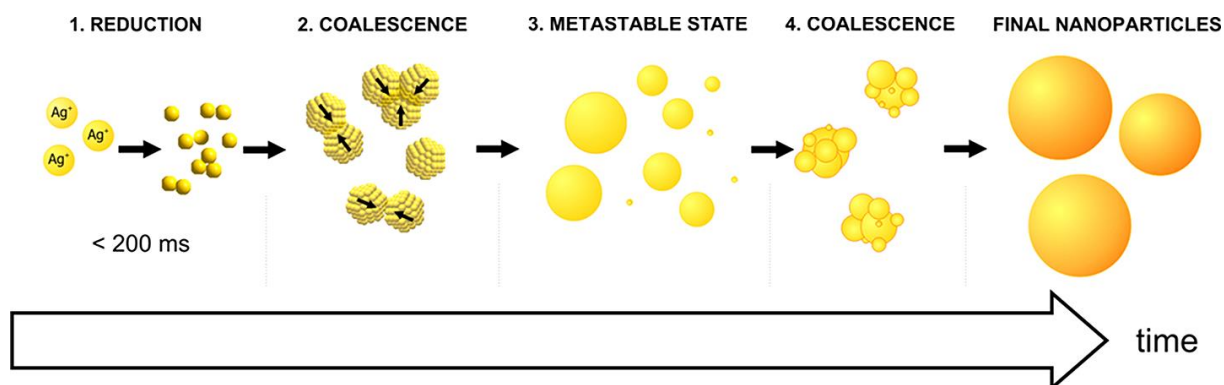 1. REDUCTION
2. COALESCENCE
3. METASTABLE STATE
4. COALESCENCE
FINAL NANOPARTICLES
Ag⁺
Ag⁺
Ag⁺
< 200 ms
time